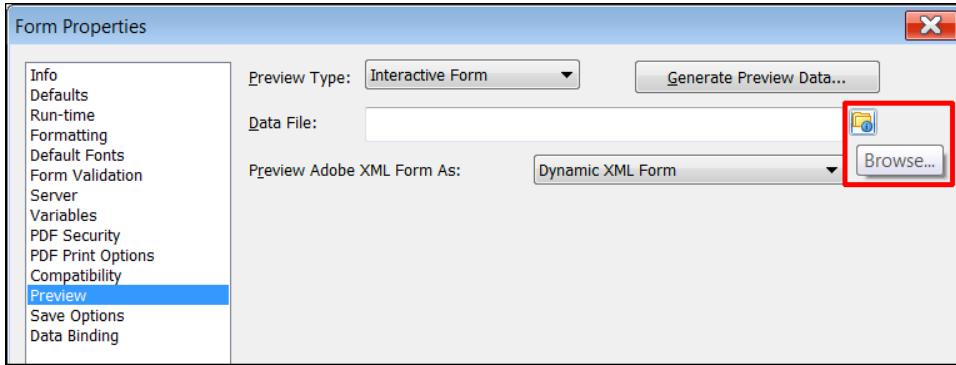 Form Properties
Info
Defaults
Run-time
Formatting
Default Fonts
Form Validation
Server
Variables
PDF Security
PDF Print Options
Compatibility
Preview
Save Options
Data Binding
Preview Type: Interactive Form Generate Preview Data...
Data File:
Browse...
Preview Adobe XML Form As: Dynamic XML Form